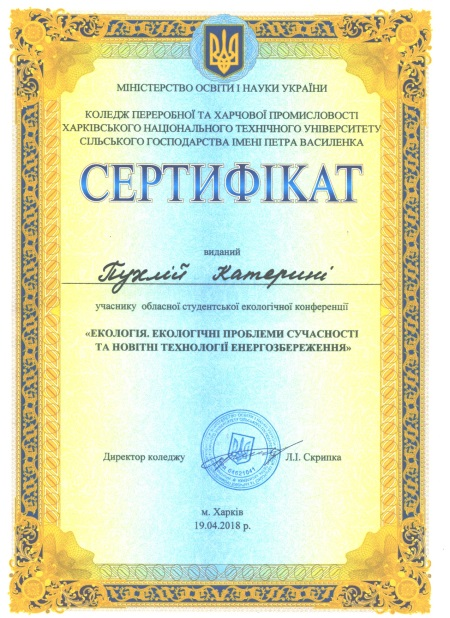 МІНІСТЕРСТВО ОСВІТИ І НАУКИ УКРАЇНИ
КОЛЕДЖ ПЕРЕРОБНОЇ ТА ХАРЧОВОЇ ПРОМИСЛОВОСТІ
ХАРКІВСЬКОГО НАЦІОНАЛЬНОГО ТЕХНІЧНОГО УНІВЕРСИТЕТУ
СІЛЬСЬКОГО ГОСПОДАРСТВА ІМЕНІ ПЕТРА ВАСИЛЕНКА
СЕРТИФІКАТ
виданий
Пухлій Катерині
учаснику обласної студентської екологічної конференції
«ЕКОЛОГІЯ. ЕКОЛОГІЧНІ ПРОБЛЕМИ СУЧАСНОСТІ
ТА НОВІТНІ ТЕХНОЛОГІЇ ЕНЕРГОЗБЕРЕЖЕННЯ»
Директор коледжу Л.І. Скрипка
м. Харків
19.04.2018 р.